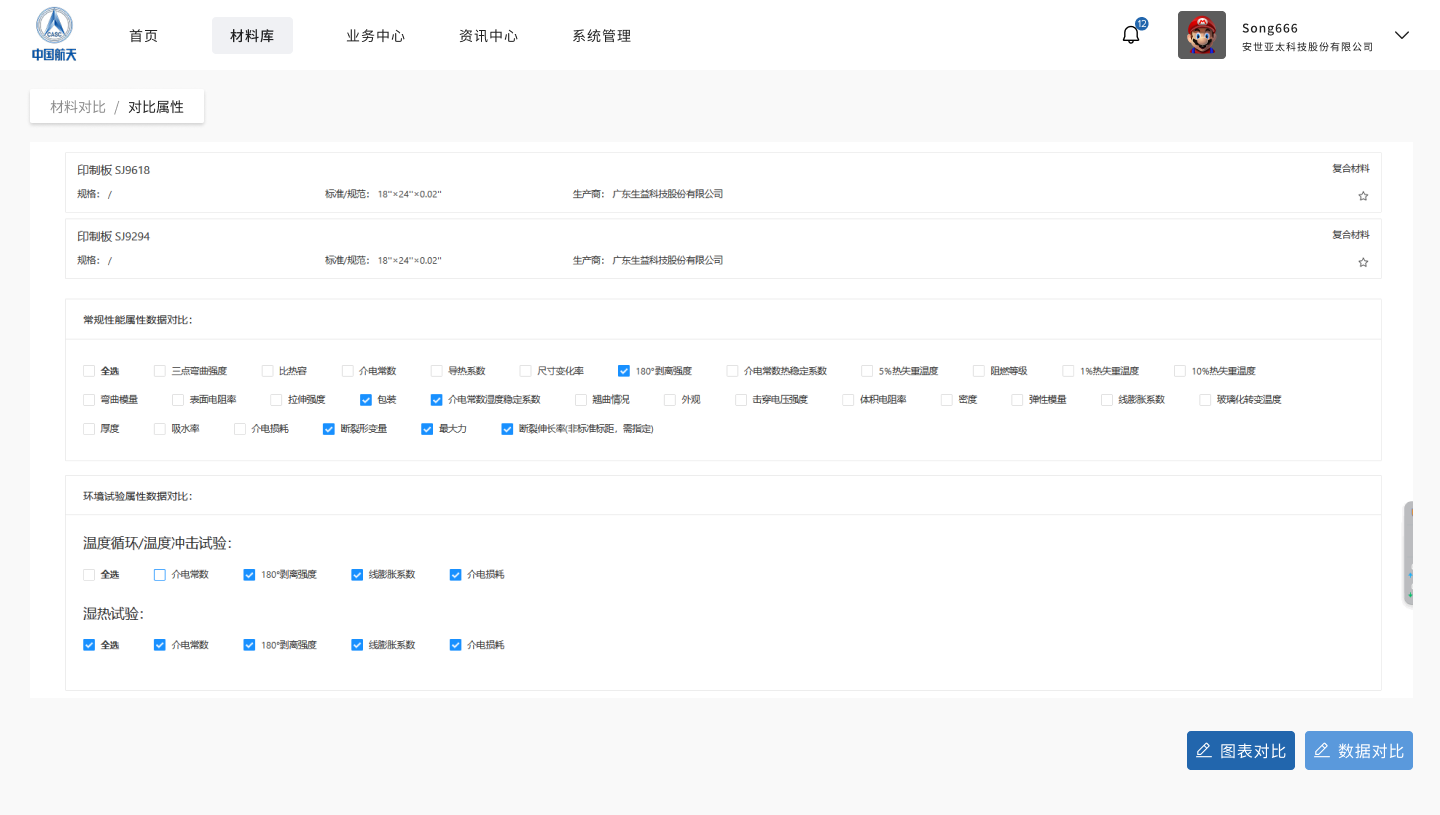 CASC
中国航天
首页 材料库 业务中心 资讯中心 系统管理
12
Song666
安世亚太科技股份有限公司
材料对比 / 对比属性
印制板 SJ9618 复合材料
规格： / 标准/规范： 18''×24''×0.02'' 生产商： 广东生益科技股份有限公司
印制板 SJ9294 复合材料
规格： / 标准/规范： 18''×24''×0.02'' 生产商： 广东生益科技股份有限公司
常规性能属性数据对比：
全选 三点弯曲强度 比热容 介电常数 导热系数 尺寸变化率 180°剥离强度 介电常数热稳定系数 5%热失重温度 阻燃等级 1%热失重温度 10%热失重温度
弯曲模量 表面电阻率 拉伸强度 包装 介电常数湿度稳定系数 翘曲情况 外观 击穿电压强度 体积电阻率 密度 弹性模量 线膨胀系数 玻璃化转变温度
厚度 吸水率 介电损耗 断裂形变量 最大力 断裂伸长率(非标准标距，需指定)
环境试验属性数据对比：
温度循环/温度冲击试验：
全选 介电常数 180°剥离强度 线膨胀系数 介电损耗
湿热试验：
全选 介电常数 180°剥离强度 线膨胀系数 介电损耗
图表对比 数据对比